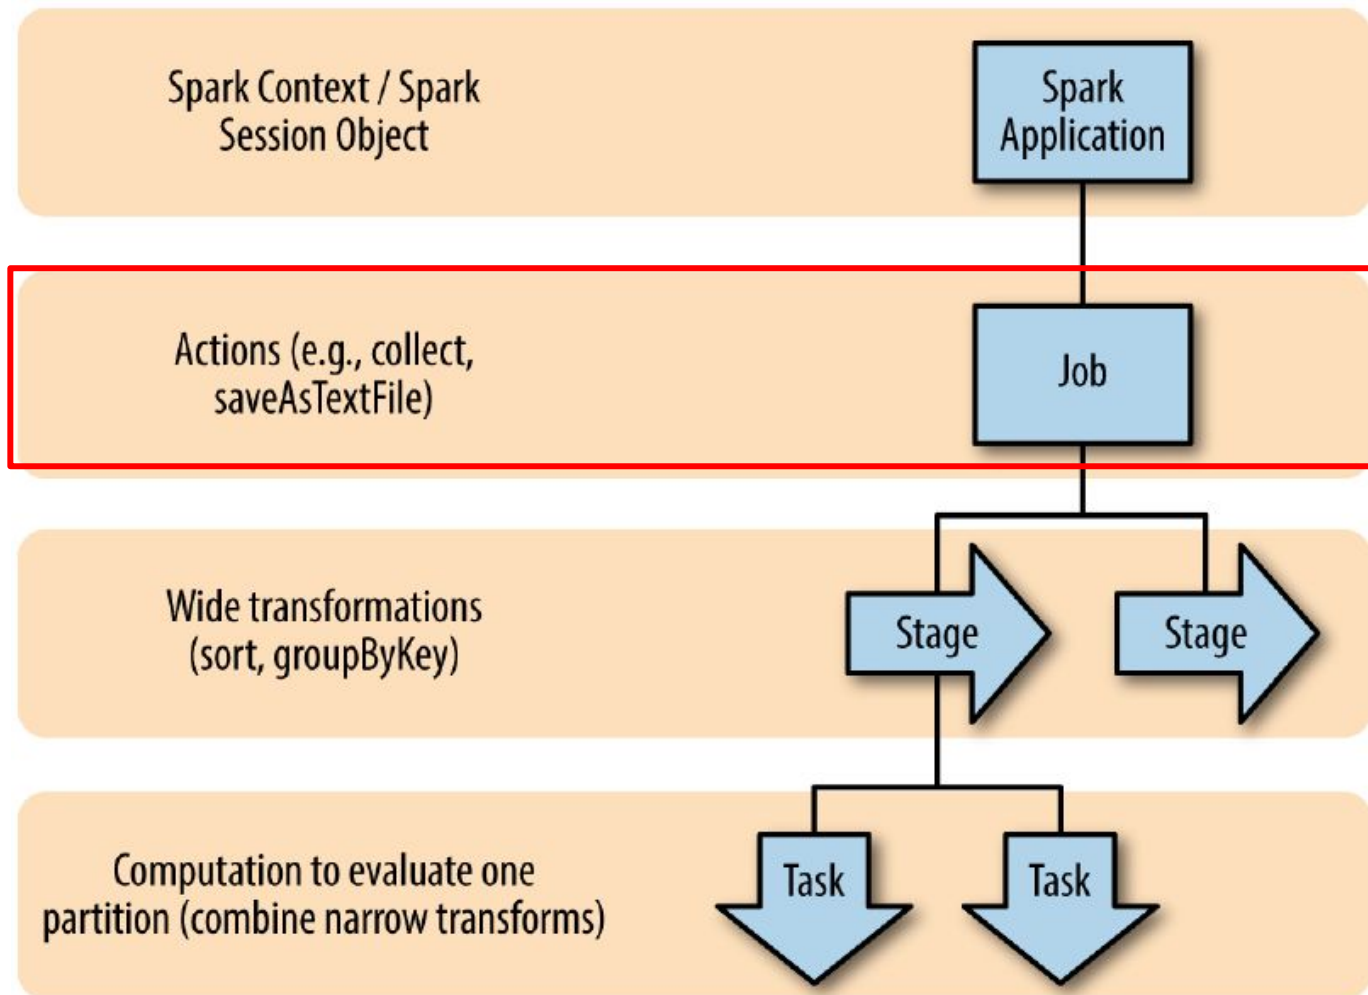 Spark Context / Spark
Session Object
Spark
Application
Actions (e.g., collect,
saveAsTextFile)
Job
Wide transformations
(sort, groupByKey)
Stage
Stage
Computation to evaluate one
partition (combine narrow transforms)
Task
Task